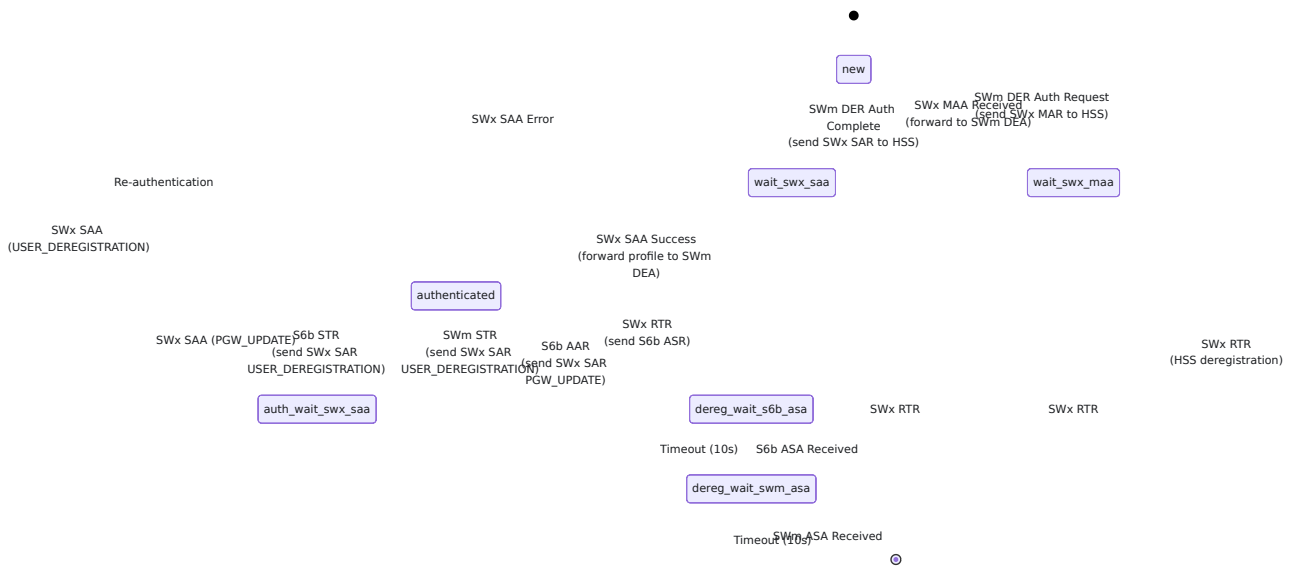 new
SWm DER Auth Request
(send SWx MAR to HSS)
SWx MAA Received
(forward to SWm DEA)
SWm DER Auth
Complete
(send SWx SAR to HSS)
SWx SAA Error
Re-authentication
wait_swx_saa
wait_swx_maa
SWx SAA
(USER_DEREGISTRATION)
SWx SAA Success
(forward profile to SWm
DEA)
authenticated
SWx SAA (PGW_UPDATE)
S6b STR
(send SWx SAR
USER_DEREGISTRATION)
SWm STR
(send SWx SAR
USER_DEREGISTRATION)
S6b AAR
(send SWx SAR
PGW_UPDATE)
SWx RTR
(send S6b ASR)
SWx RTR
(HSS deregistration)
auth_wait_swx_saa
dereg_wait_s6b_asa
SWx RTR
SWx RTR
Timeout (10s)
S6b ASA Received
dereg_wait_swm_asa
Timeout (10s)
SWm ASA Received